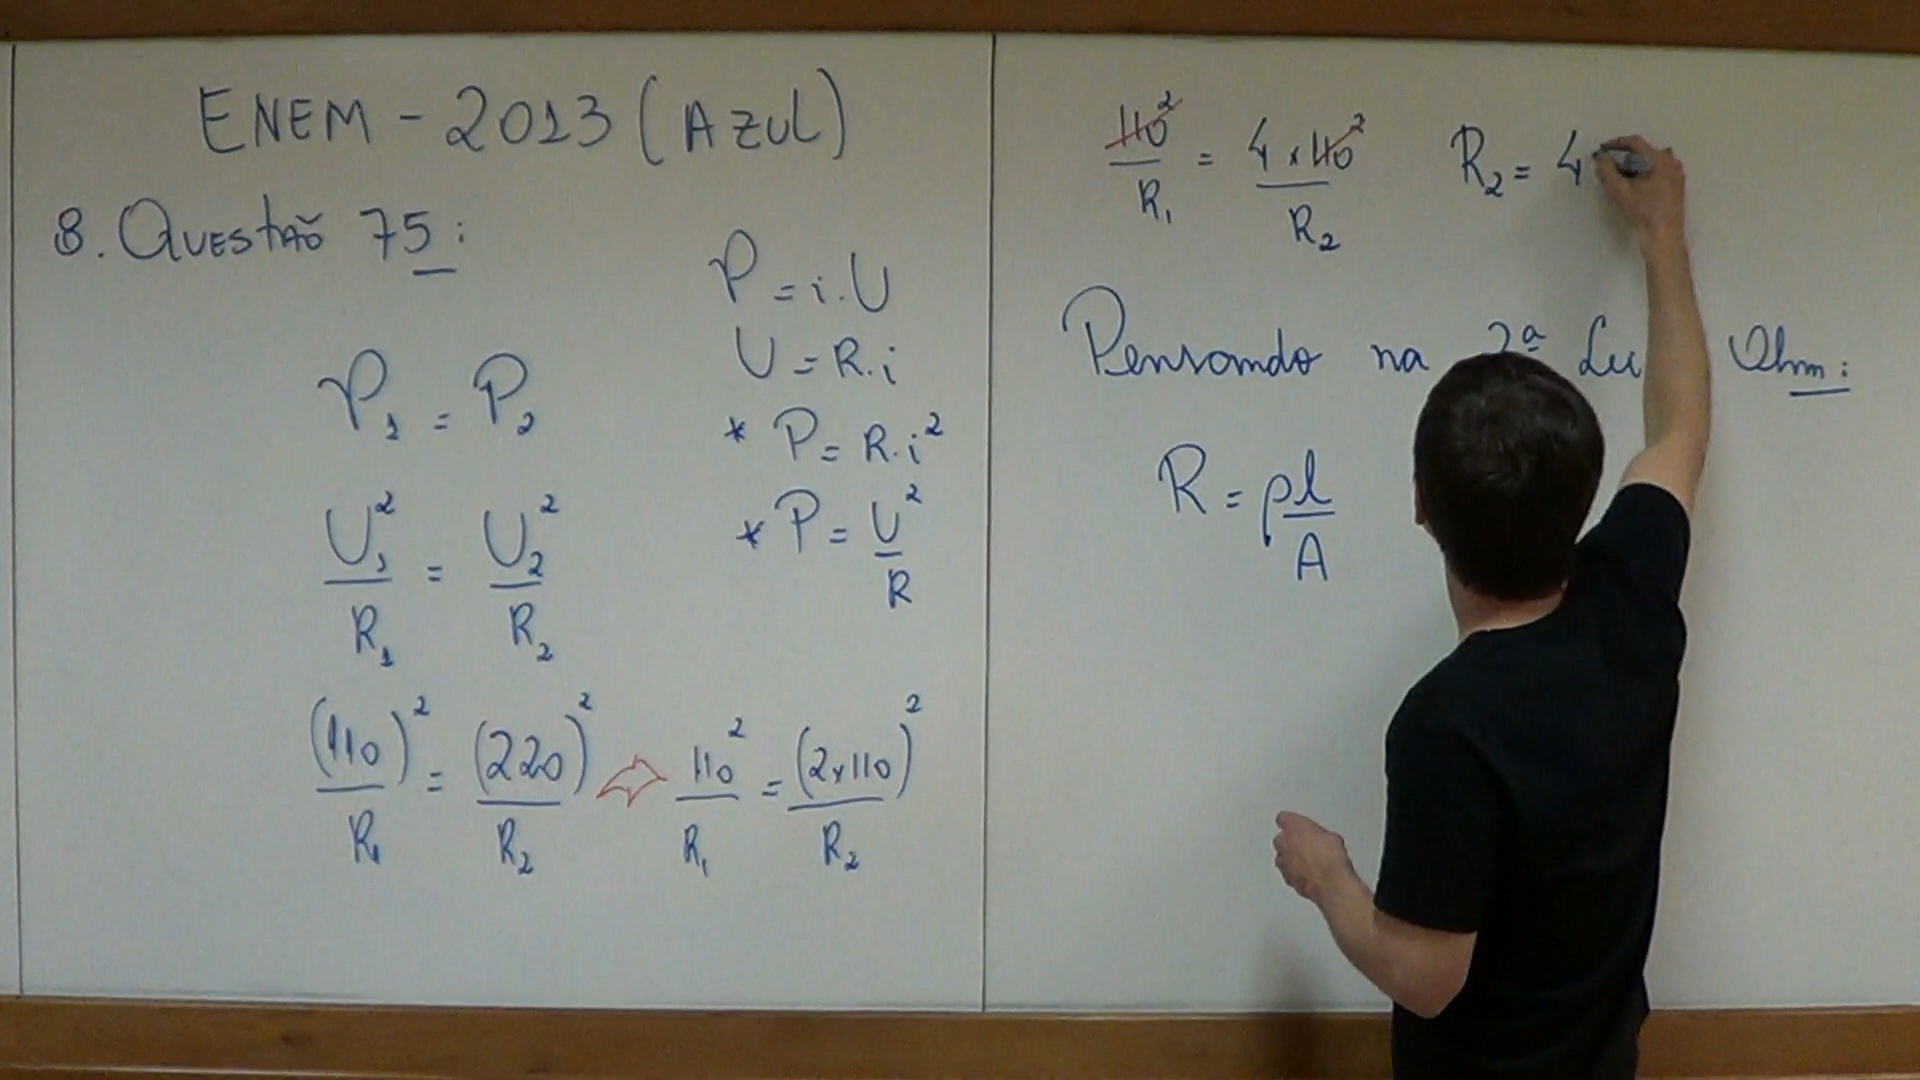 ENEM - 2013 (AZUL)
8. QUESTÃO 75:
P = i.U
U = R.i
* P = R.i²
* P = U²/R
P₁ = P₂
U₁²/R₁ = U₂²/R₂
(110)²/R₁ = (220)²/R₂ ⇨ 110²/R₁ = (2x110)²/R₂
110²/R₁ = 4 x 110²/R₂ R₂ = 4
Pensando na 2ª Ohm:
R = ρl/A